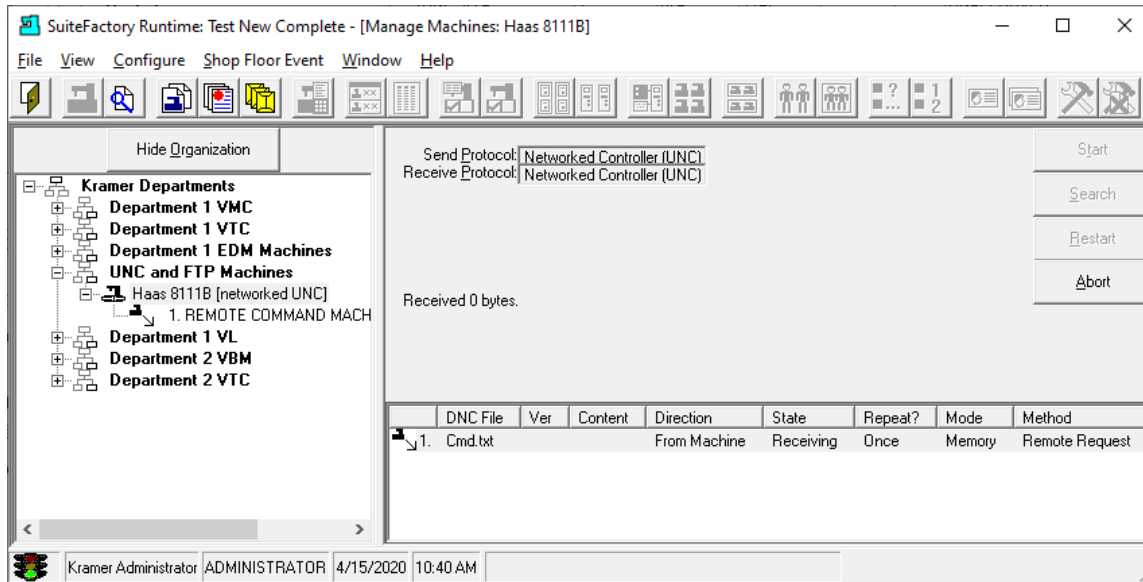 SuiteFactory Runtime: Test New Complete - [Manage Machines: Haas 8111B]
File View Configure Shop Floor Event Window Help
Hide Organization
Kramer Departments
Department 1 VMC
Department 1 VTC
Department 1 EDM Machines
UNC and FTP Machines
Haas 8111B [networked UNC]
1. REMOTE COMMAND MACH
Department 1 VL
Department 2 VBM
Department 2 VTC
Send Protocol: Networked Controller (UNC)
Receive Protocol: Networked Controller (UNC)
Received 0 bytes.
Start
Search
Restart
Abort
DNC File Ver Content Direction State Repeat? Mode Method
1. Cmd.txt From Machine Receiving Once Memory Remote Request
Kramer Administrator ADMINISTRATOR 4/15/2020 10:40 AM